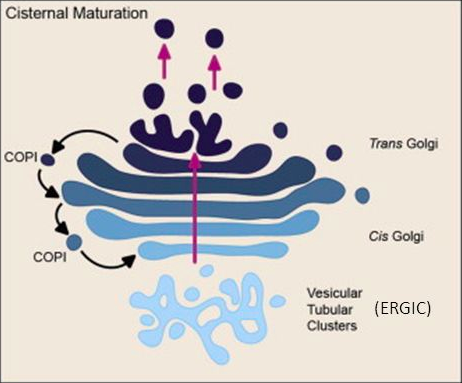 Cisternal Maturation
COPI
Trans Golgi
Cis Golgi
COPI
Vesicular
Tubular (ERGIC)
Clusters